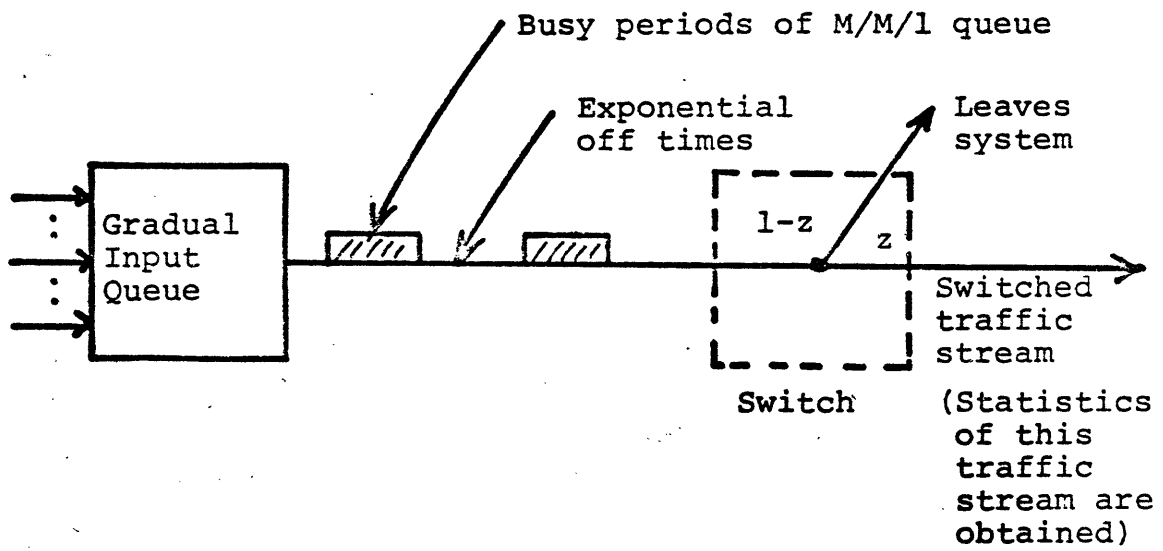 Busy periods of M/M/1 queue
Exponential
off times
Leaves
system
Gradual
Input
Queue
1-z
z
Switched
traffic
stream
Switch
(Statistics
of this
traffic
stream are
obtained)